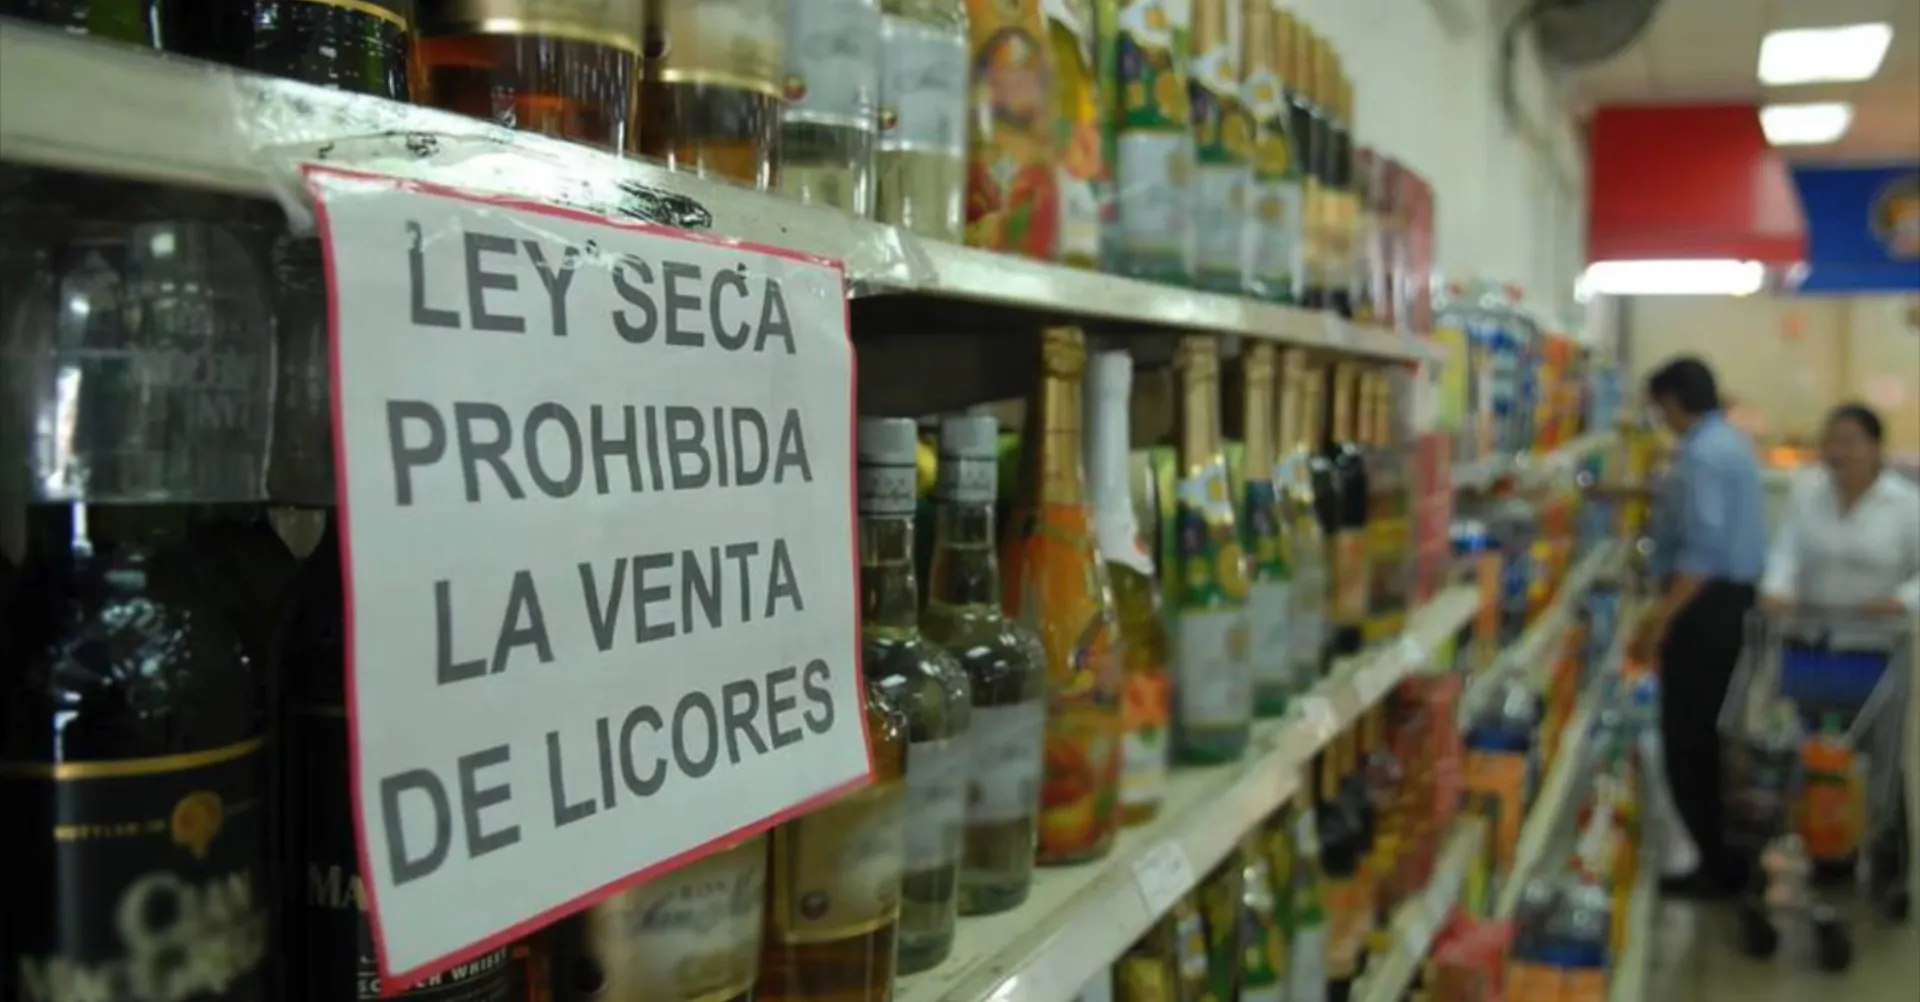 LEY SECA
PROHIBIDA
LA VENTA
DE LICORES